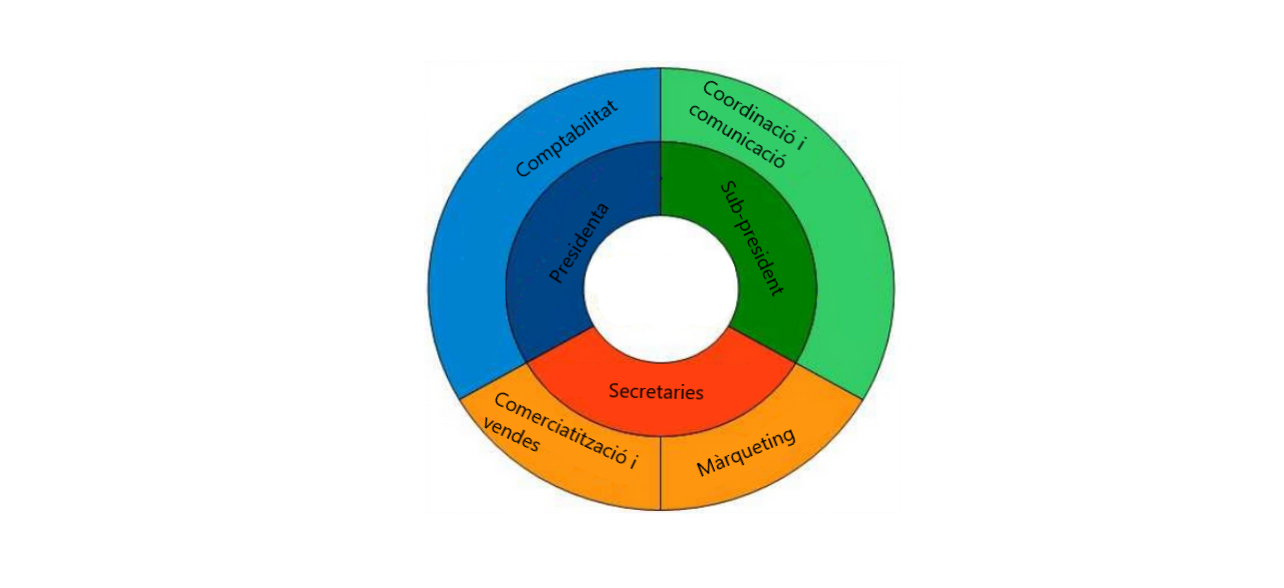 Comptabilitat
Coordinació i
comunicació
Presidenta
Sub-president
Secretaries
Comerciatització i
vendes
Màrqueting